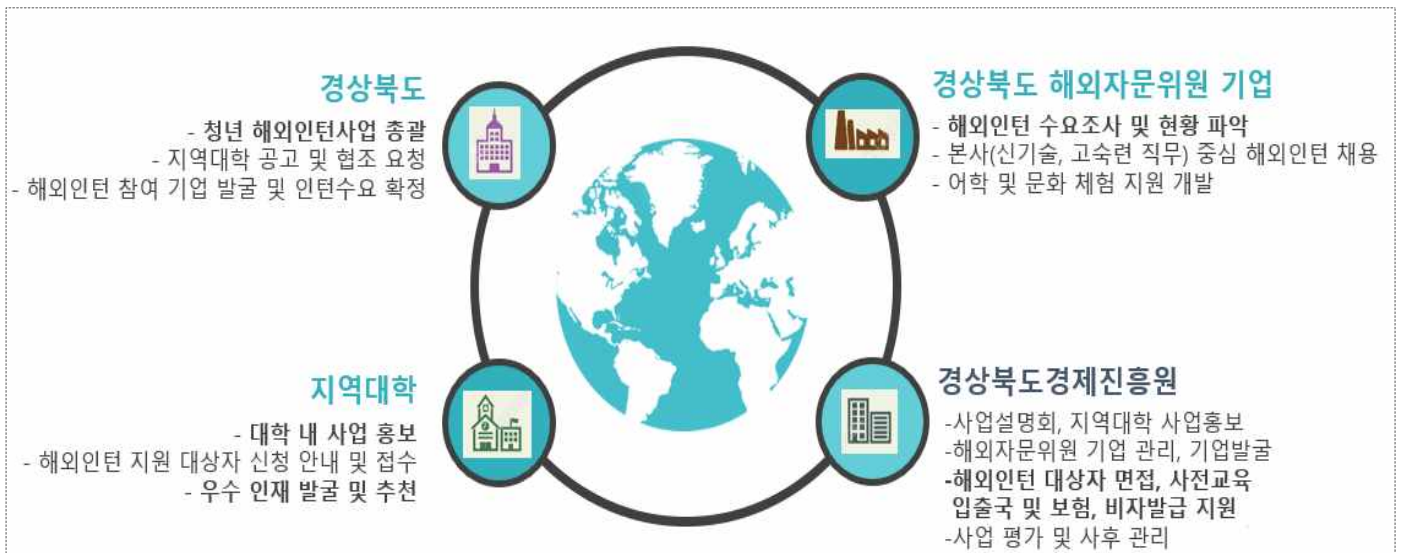 경상북도
- 청년 해외인턴사업 총괄
- 지역대학 공고 및 협조 요청
- 해외인턴 참여 기업 발굴 및 인턴수요 확정
경상북도 해외자문위원 기업
- 해외인턴 수요조사 및 현황 파악
- 본사(신기술, 고숙련 직무) 중심 해외인턴 채용
- 어학 및 문화 체험 지원 개발
지역대학
- 대학 내 사업 홍보
- 해외인턴 지원 대상자 신청 안내 및 접수
- 우수 인재 발굴 및 추천
경상북도경제진흥원
-사업설명회, 지역대학 사업홍보
-해외자문위원 기업 관리, 기업발굴
-해외인턴 대상자 면접, 사전교육
입출국 및 보험, 비자발급 지원
-사업 평가 및 사후 관리